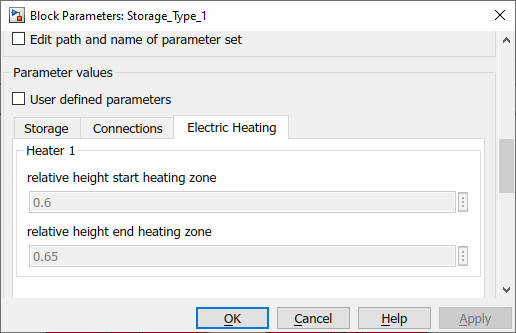 Block Parameters: Storage_Type_1
Edit path and name of parameter set
Parameter values
User defined parameters
Storage
Connections
Electric Heating
Heater 1
relative height start heating zone
0.6
relative height end heating zone
0.65
OK
Cancel
Help
Apply